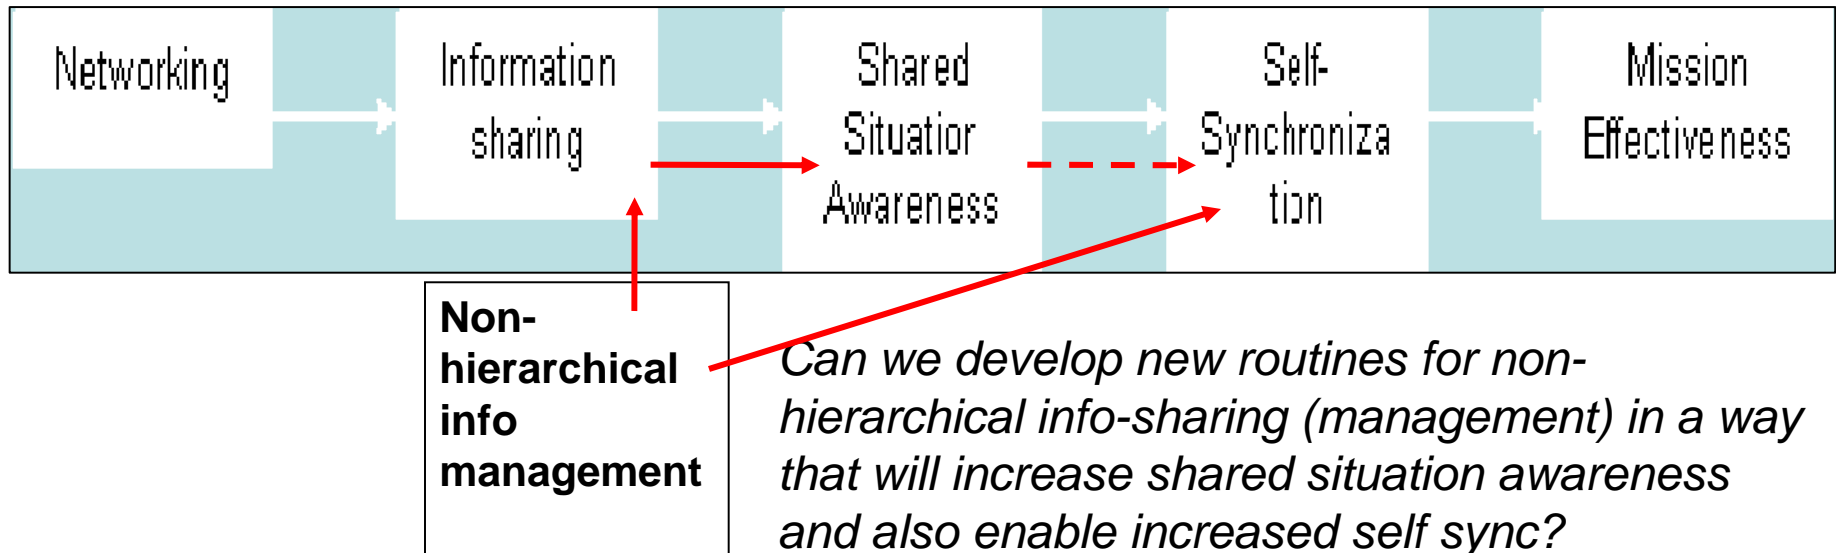 Networking
Information
sharing
Shared
Situatior
Awareness
Self-
Synchroniza
tion
Mission
Effectiveness
Non-
hierarchical
info
management
Can we develop new routines for non-
hierarchical info-sharing (management) in a way
that will increase shared situation awareness
and also enable increased self sync?